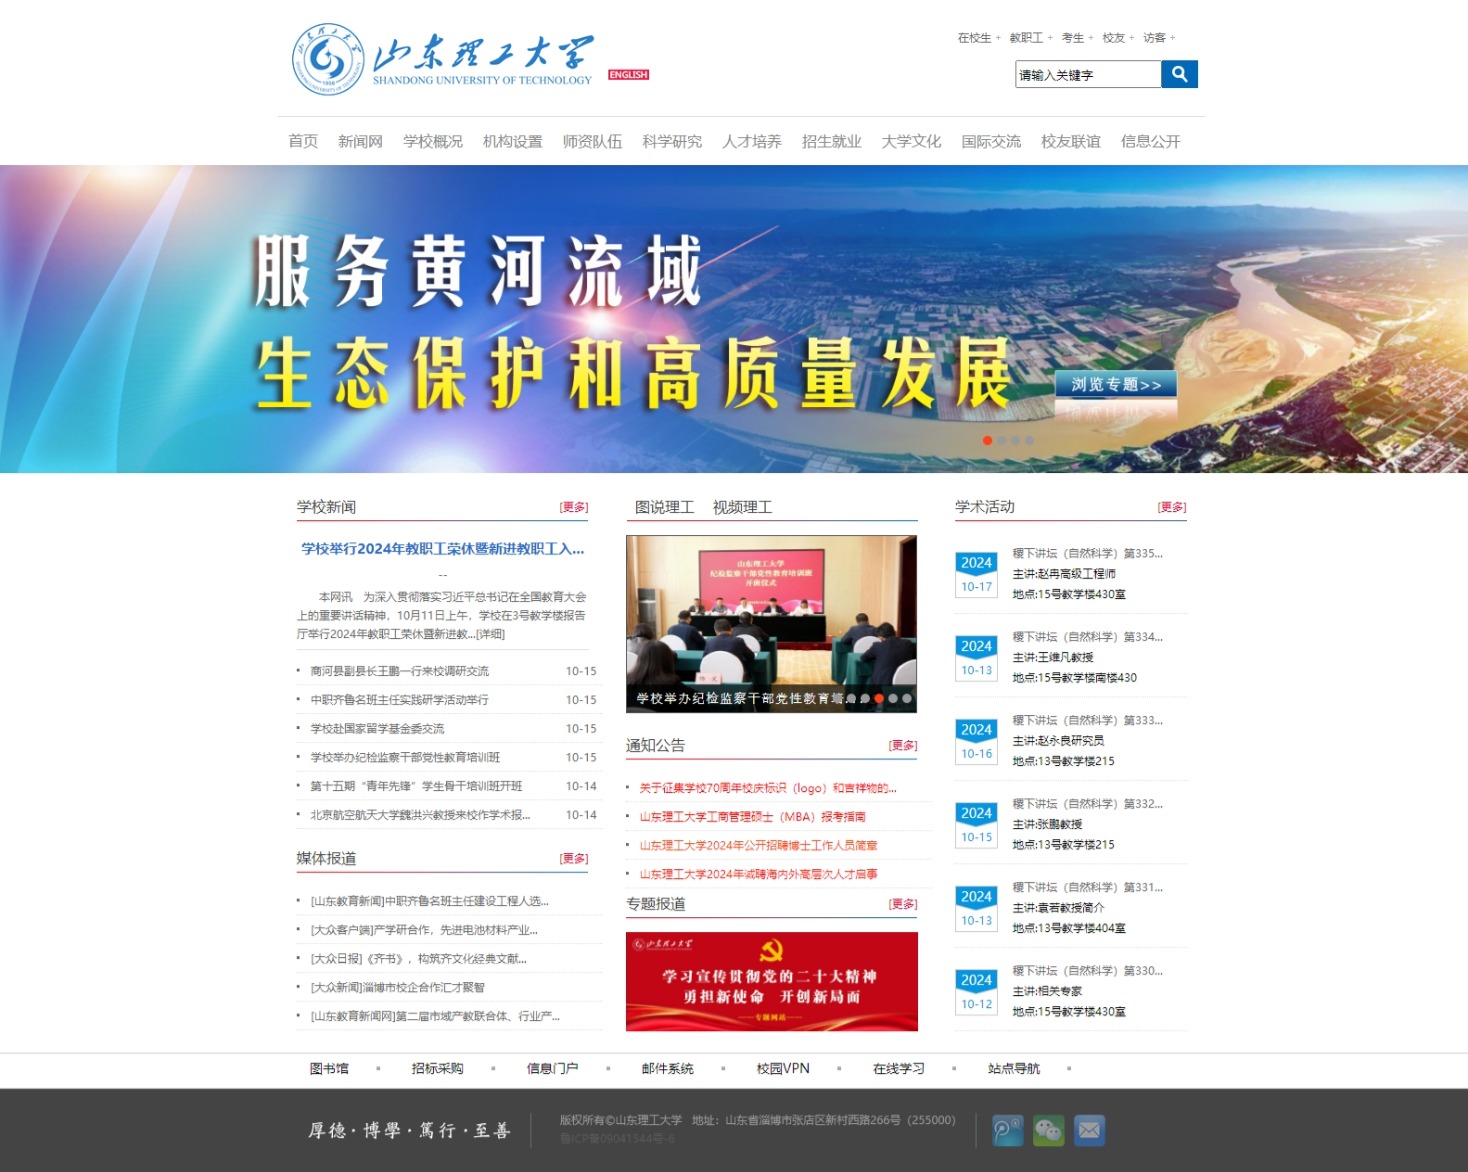 山东理工大学
SHANDONG UNIVERSITY OF TECHNOLOGY
ENGLISH
在校生 + 教职工 + 考生 + 校友 + 访客 +
请输入关键字
首页 新闻网 学校概况 机构设置 师资队伍 科学研究 人才培养 招生就业 大学文化 国际交流 校友联谊 信息公开
服务黄河流域
生态保护和高质量发展
浏览专题>>
学校新闻 [更多]
学校举行2024年教职工荣休暨新进教职工入...
--
本网讯 为深入贯彻落实习近平总书记在全国教育大会
上的重要讲话精神，10月11日上午，学校在3号教学楼报告
厅举行2024年教职工荣休暨新进教...[详细]
商河县副县长王鹏一行来校调研交流 10-15
中职齐鲁名班主任实践研学活动举行 10-15
学校赴国家留学基金委交流 10-15
学校举办纪检监察干部党性教育培训班 10-15
第十五期“青年先锋”学生骨干培训班开班 10-14
北京航空航天大学魏洪兴教授来校作学术报... 10-14
媒体报道 [更多]
[山东教育新闻]中职齐鲁名班主任建设工程人选...
[大众客户端]产学研合作，先进电池材料产业...
[大众日报]《齐书》，构筑齐文化经典文献...
[大众新闻]淄博市校企合作汇才聚智
[山东教育新闻网]第二届市域产教联合体、行业产...
图说理工 视频理工
山东理工大学
纪检监察干部党性教育培训班
开班仪式
学校举办纪检监察干部党性教育培...
通知公告 [更多]
关于征集学校70周年校庆标识（logo）和吉祥物的...
山东理工大学工商管理硕士（MBA）报考指南
山东理工大学2024年公开招聘博士工作人员简章
山东理工大学2024年诚聘海内外高层次人才启事
专题报道 [更多]
山东理工大学
学习宣传贯彻党的二十大精神
勇担新使命 开创新局面
专题网站
学术活动 [更多]
2024
10-17
稷下讲坛（自然科学）第335...
主讲:赵冉高级工程师
地点:15号教学楼430室
2024
10-13
稷下讲坛（自然科学）第334...
主讲:王维凡教授
地点:15号教学楼南楼430
2024
10-16
稷下讲坛（自然科学）第333...
主讲:赵永良研究员
地点:13号教学楼215
2024
10-15
稷下讲坛（自然科学）第332...
主讲:张鹏教授
地点:13号教学楼215
2024
10-13
稷下讲坛（自然科学）第331...
主讲:袁若教授简介
地点:13号教学楼404室
2024
10-12
稷下讲坛（自然科学）第330...
主讲:相关专家
地点:15号教学楼430室
图书馆 招标采购 信息门户 邮件系统 校园VPN 在线学习 站点导航
厚德·博學·篤行·至善
版权所有©山东理工大学 地址：山东省淄博市张店区新村西路266号（255000）
鲁ICP备09041544号-6